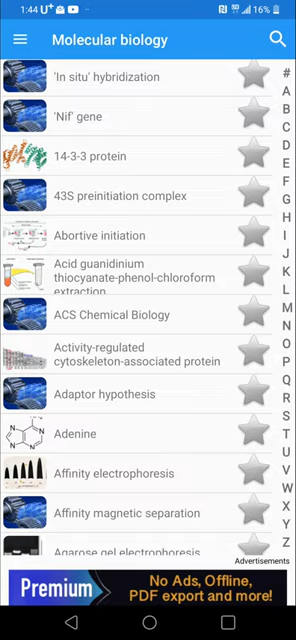 1:44 U+ 16%
Molecular biology
'In situ' hybridization
'Nif' gene
14-3-3 protein
43S preinitiation complex
Abortive initiation
Acid guanidinium
thiocyanate-phenol-chloroform
extraction
ACS Chemical Biology
Activity-regulated
cytoskeleton-associated protein
Adaptor hypothesis
Adenine
Affinity electrophoresis
Affinity magnetic separation
Agarose gel electrophoresis
#
A
B
C
D
E
F
G
H
I
J
K
L
M
N
O
P
Q
R
S
T
U
V
W
X
Y
Z
Advertisements
Premium
No Ads, Offline,
PDF export and more!